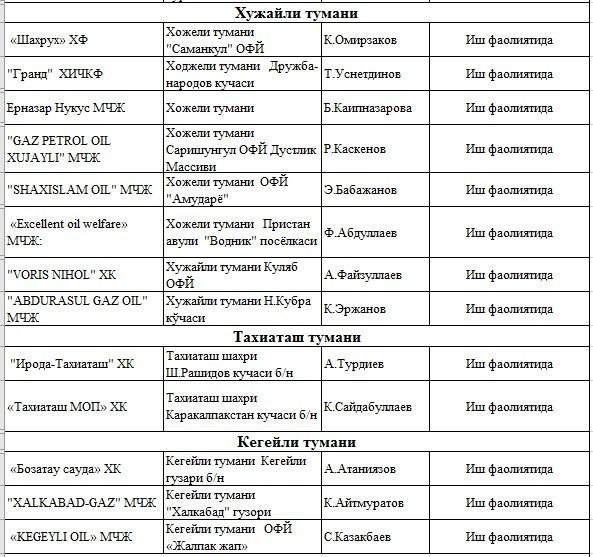 Хужайли тумани
«Шахрух» ХФ
Хожели тумани
"Саманкул" ОФЙ
К.Омирзаков
Иш фаолиятида
"Гранд" ХИЧКФ
Ходжели тумани Дружба-
народов кучаси
Т.Уснетдинов
Иш фаолиятида
Ерназар Нукус МЧЖ
Хожели тумани
Б.Каипназарова
Иш фаолиятида
"GAZ PETROL OIL
XUJAYLI" МЧЖ
Хожели тумани
Саришунгул ОФЙ Дустлик
Массиви
Р.Каскенов
Иш фаолиятида
"SHAXISLAM OIL" МЧЖ
Хожели тумани ОФЙ
"Амударё"
Э.Бабажанов
Иш фаолиятида
«Excellent oil welfare»
МЧЖ:
Хожели тумани Пристан
авули "Водник" посёлкаси
Ф.Абдуллаев
Иш фаолиятида
"VORIS NIHOL" ХК
Хужайли тумани Куляб
ОФЙ
А.Файзуллаев
Иш фаолиятида
"ABDURASUL GAZ OIL"
МЧЖ
Хужайли тумани Н.Кубра
кўчаси
К.Эржанов
Иш фаолиятида
Тахиаташ тумани
"Ирода-Тахиаташ" ХК
Тахиаташ шахри
Ш.Рашидов кучаси б/н
А.Турдиев
Иш фаолиятида
«Тахиаташ МОП» ХК
Тахиаташ шахри
Каракалпакстан кучаси б/н
К.Сайдабуллаев
Иш фаолиятида
Кегейли тумани
«Бозатау сауда» ХК
Кегейли тумани Кегейли
гузари б/н
А.Атаниязов
Иш фаолиятида
"XALKABAD-GAZ" МЧЖ
Кегейли тумани
"Халкабад" гузори
К.Айтмуратов
Иш фаолиятида
«KEGEYLI OIL» МЧЖ
Кегейли тумани ОФЙ
«Жалпак жап»
С.Казакбаев
Иш фаолиятида